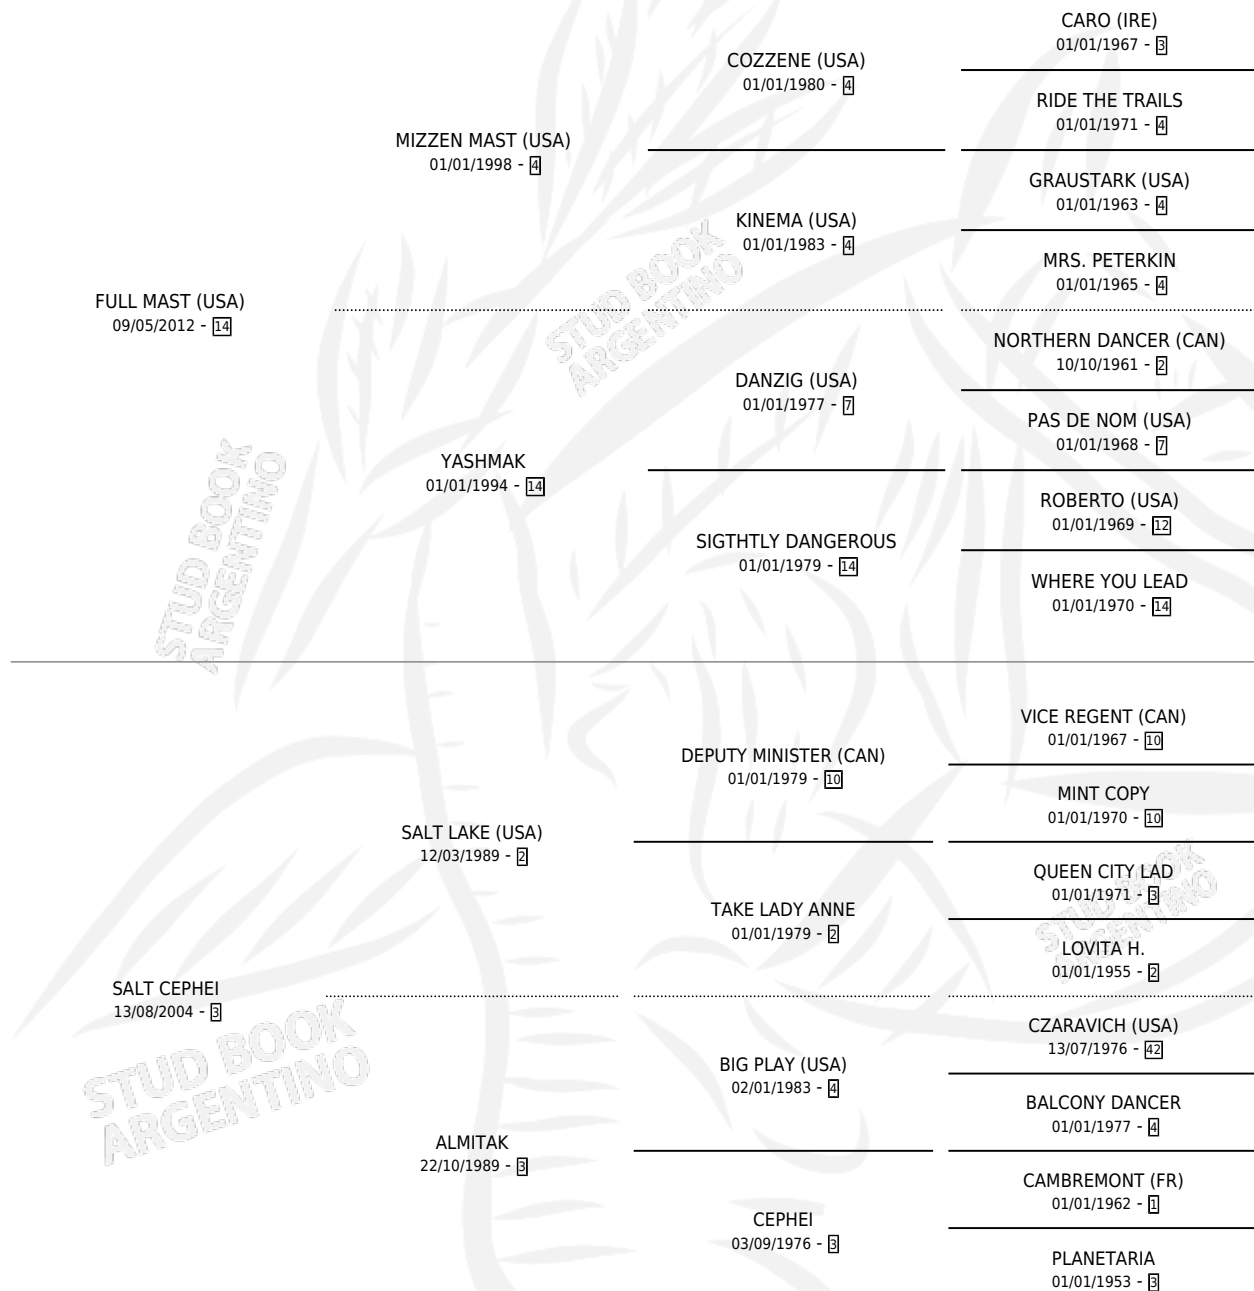 CARO (IRE)
01/01/1967 - 3
COZZENE (USA)
01/01/1980 - 4
RIDE THE TRAILS
01/01/1971 - 4
MIZZEN MAST (USA)
01/01/1998 - 4
GRAUSTARK (USA)
01/01/1963 - 4
KINEMA (USA)
01/01/1983 - 4
MRS. PETERKIN
01/01/1965 - 4
FULL MAST (USA)
09/05/2012 - 14
NORTHERN DANCER (CAN)
10/10/1961 - 2
DANZIG (USA)
01/01/1977 - 7
PAS DE NOM (USA)
01/01/1968 - 7
YASHMAK
01/01/1994 - 14
ROBERTO (USA)
01/01/1969 - 12
SIGTHTLY DANGEROUS
01/01/1979 - 14
WHERE YOU LEAD
01/01/1970 - 14
VICE REGENT (CAN)
01/01/1967 - 10
DEPUTY MINISTER (CAN)
01/01/1979 - 10
MINT COPY
01/01/1970 - 10
SALT LAKE (USA)
12/03/1989 - 2
QUEEN CITY LAD
01/01/1971 - 3
TAKE LADY ANNE
01/01/1979 - 2
LOVITA H.
01/01/1955 - 2
SALT CEPHEI
13/08/2004 - 3
CZARAVICH (USA)
13/07/1976 - 42
BIG PLAY (USA)
02/01/1983 - 4
BALCONY DANCER
01/01/1977 - 4
ALMITAK
22/10/1989 - 3
CAMBREMONT (FR)
01/01/1962 - 1
CEPHEI
03/09/1976 - 3
PLANETARIA
01/01/1953 - 3
STUD BOOK
ARGENTINO
STUD BOOK
ARGENTINO
STUD BOOK
ARGENTINO
STUD BOOK
ARGENTINO